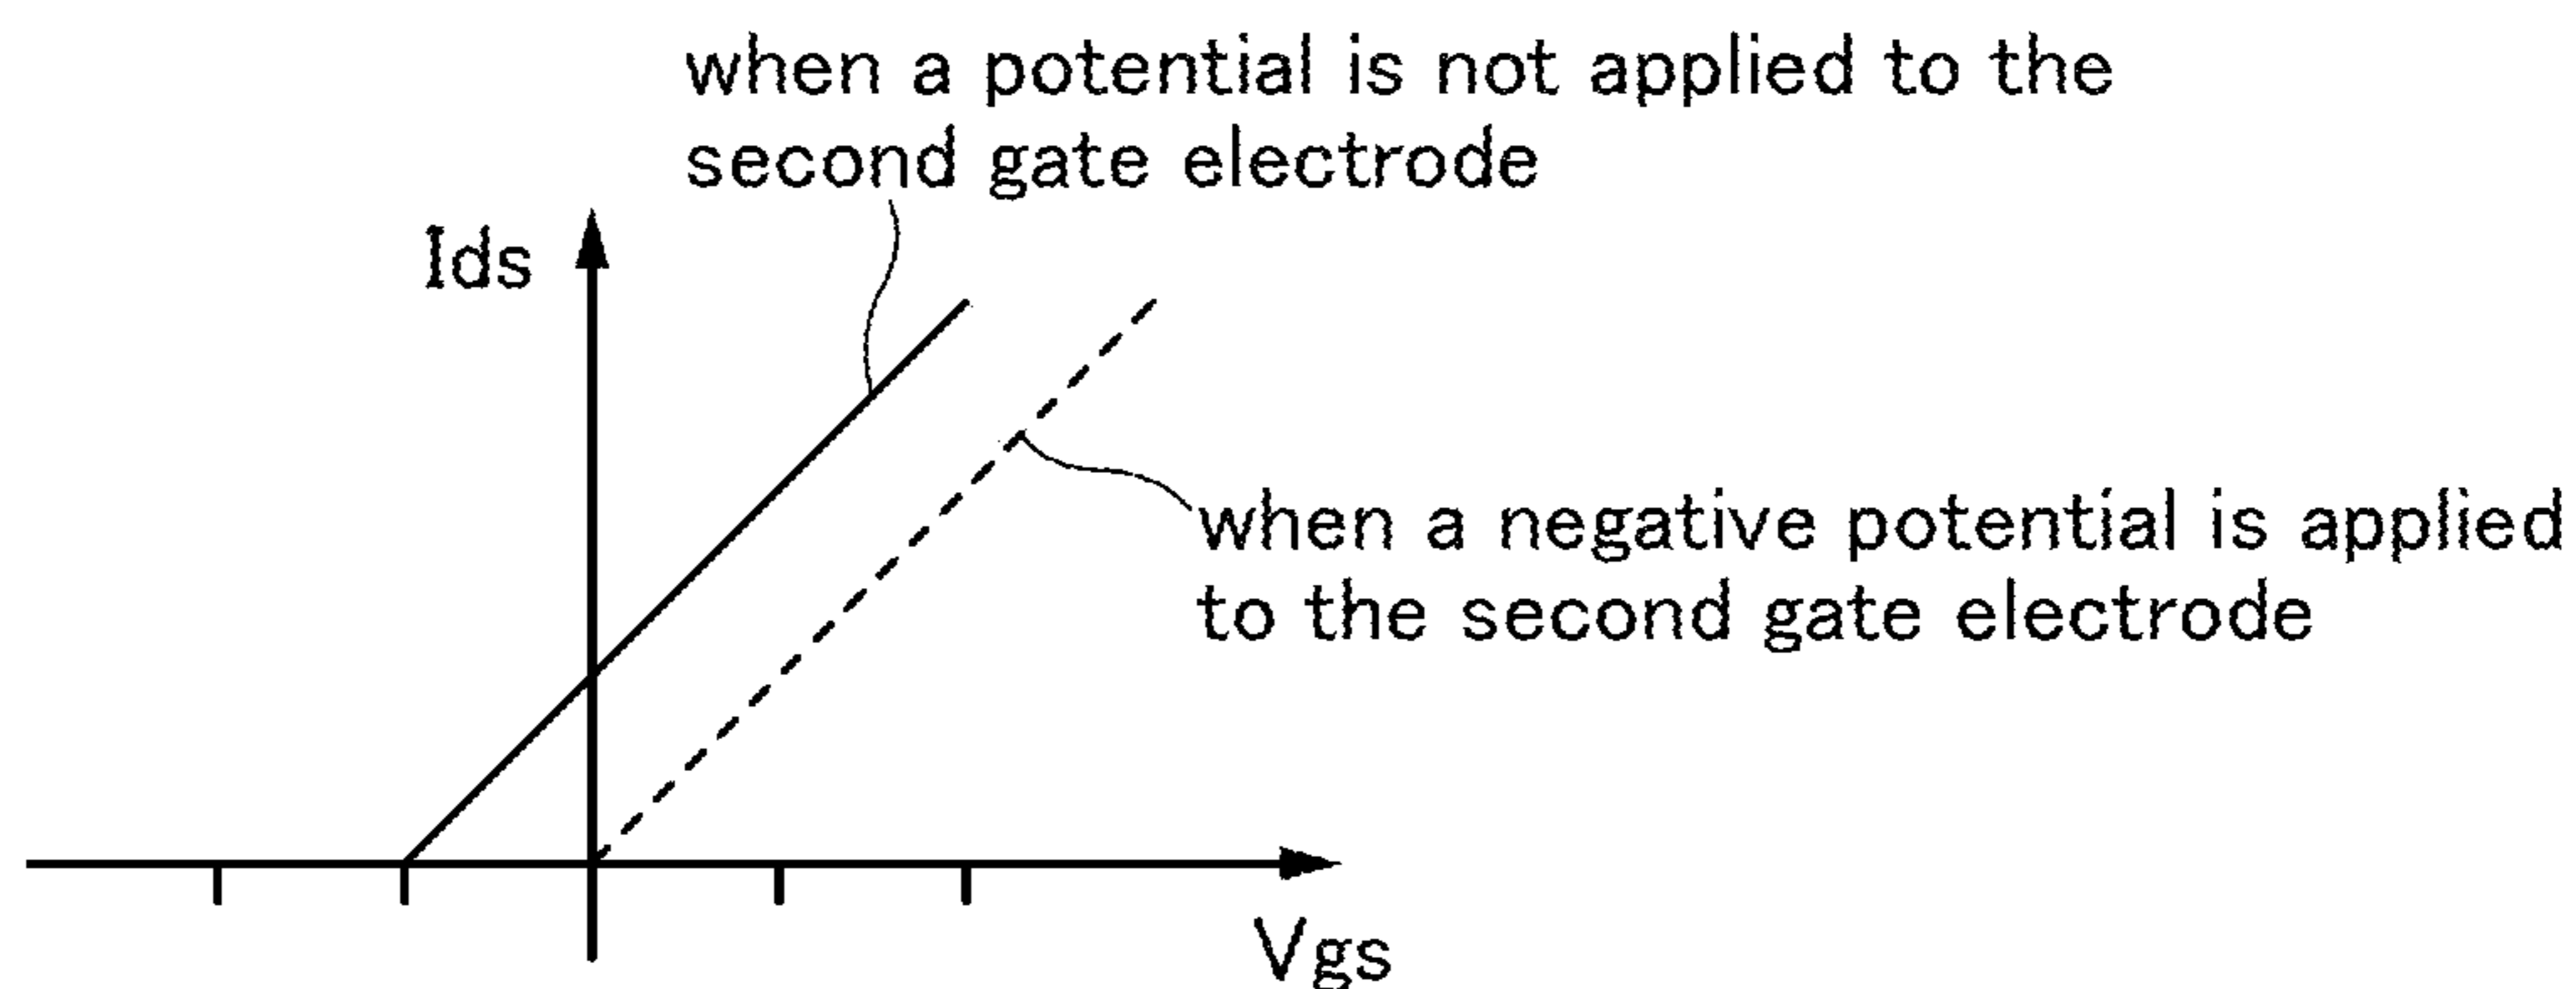 when a potential is not applied to the
second gate electrode
Ids
when a negative potential is applied
to the second gate electrode
Vgs